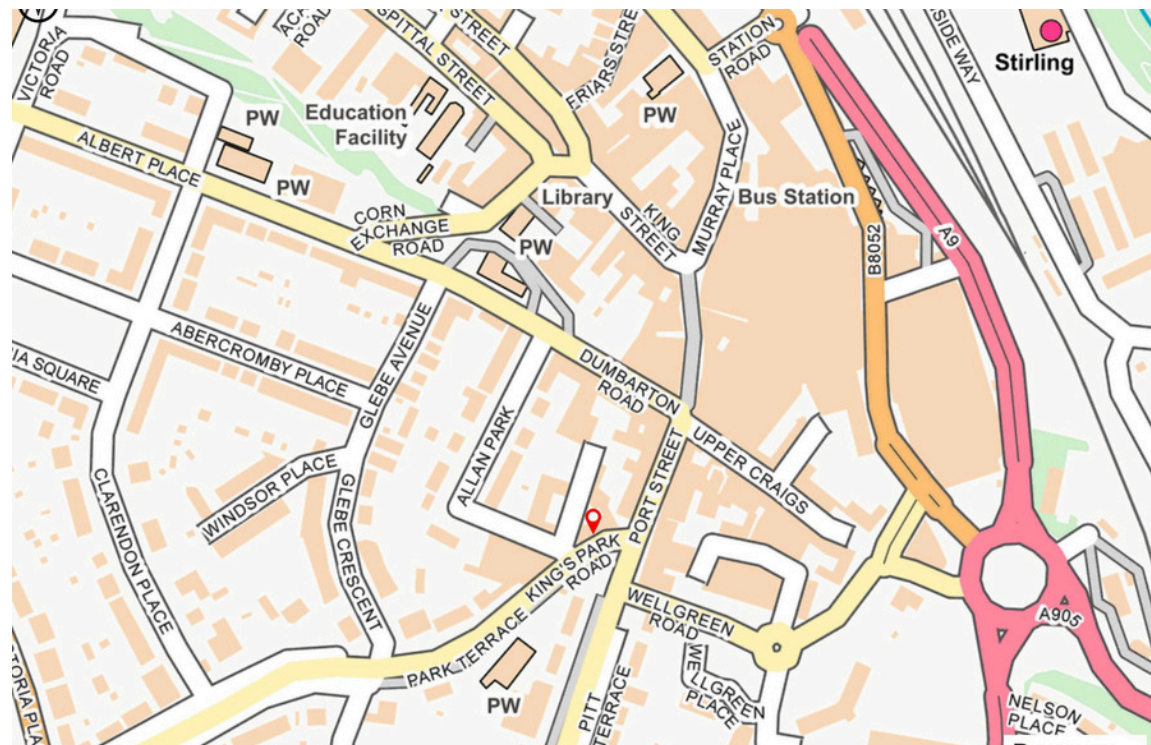 VICTORIA
ROAD
ROAD
SPITTAL STREET
STREET
STATION
ROAD
Stirling
PW
Education
Facility
PW
ALBERT PLACE
PW
MURRAY PLACE
Library
KING
STREET
Bus Station
CORN
EXCHANGE
ROAD
PW
B8052
A9
ABERCROMBY PLACE
GLEBE AVENUE
DUMBARTON
ROAD
SQUARE
ALLAN PARK
PORT STREET
UPPER CRAIGS
CLARENDON PLACE
WINDSOR PLACE
GLEBE CRESCENT
KING'S PARK
ROAD
PARK TERRACE
WELLGREEN
ROAD
A905
PW
PITT
TERRACE
WELLGREEN
PLACE
NELSON
PLACE